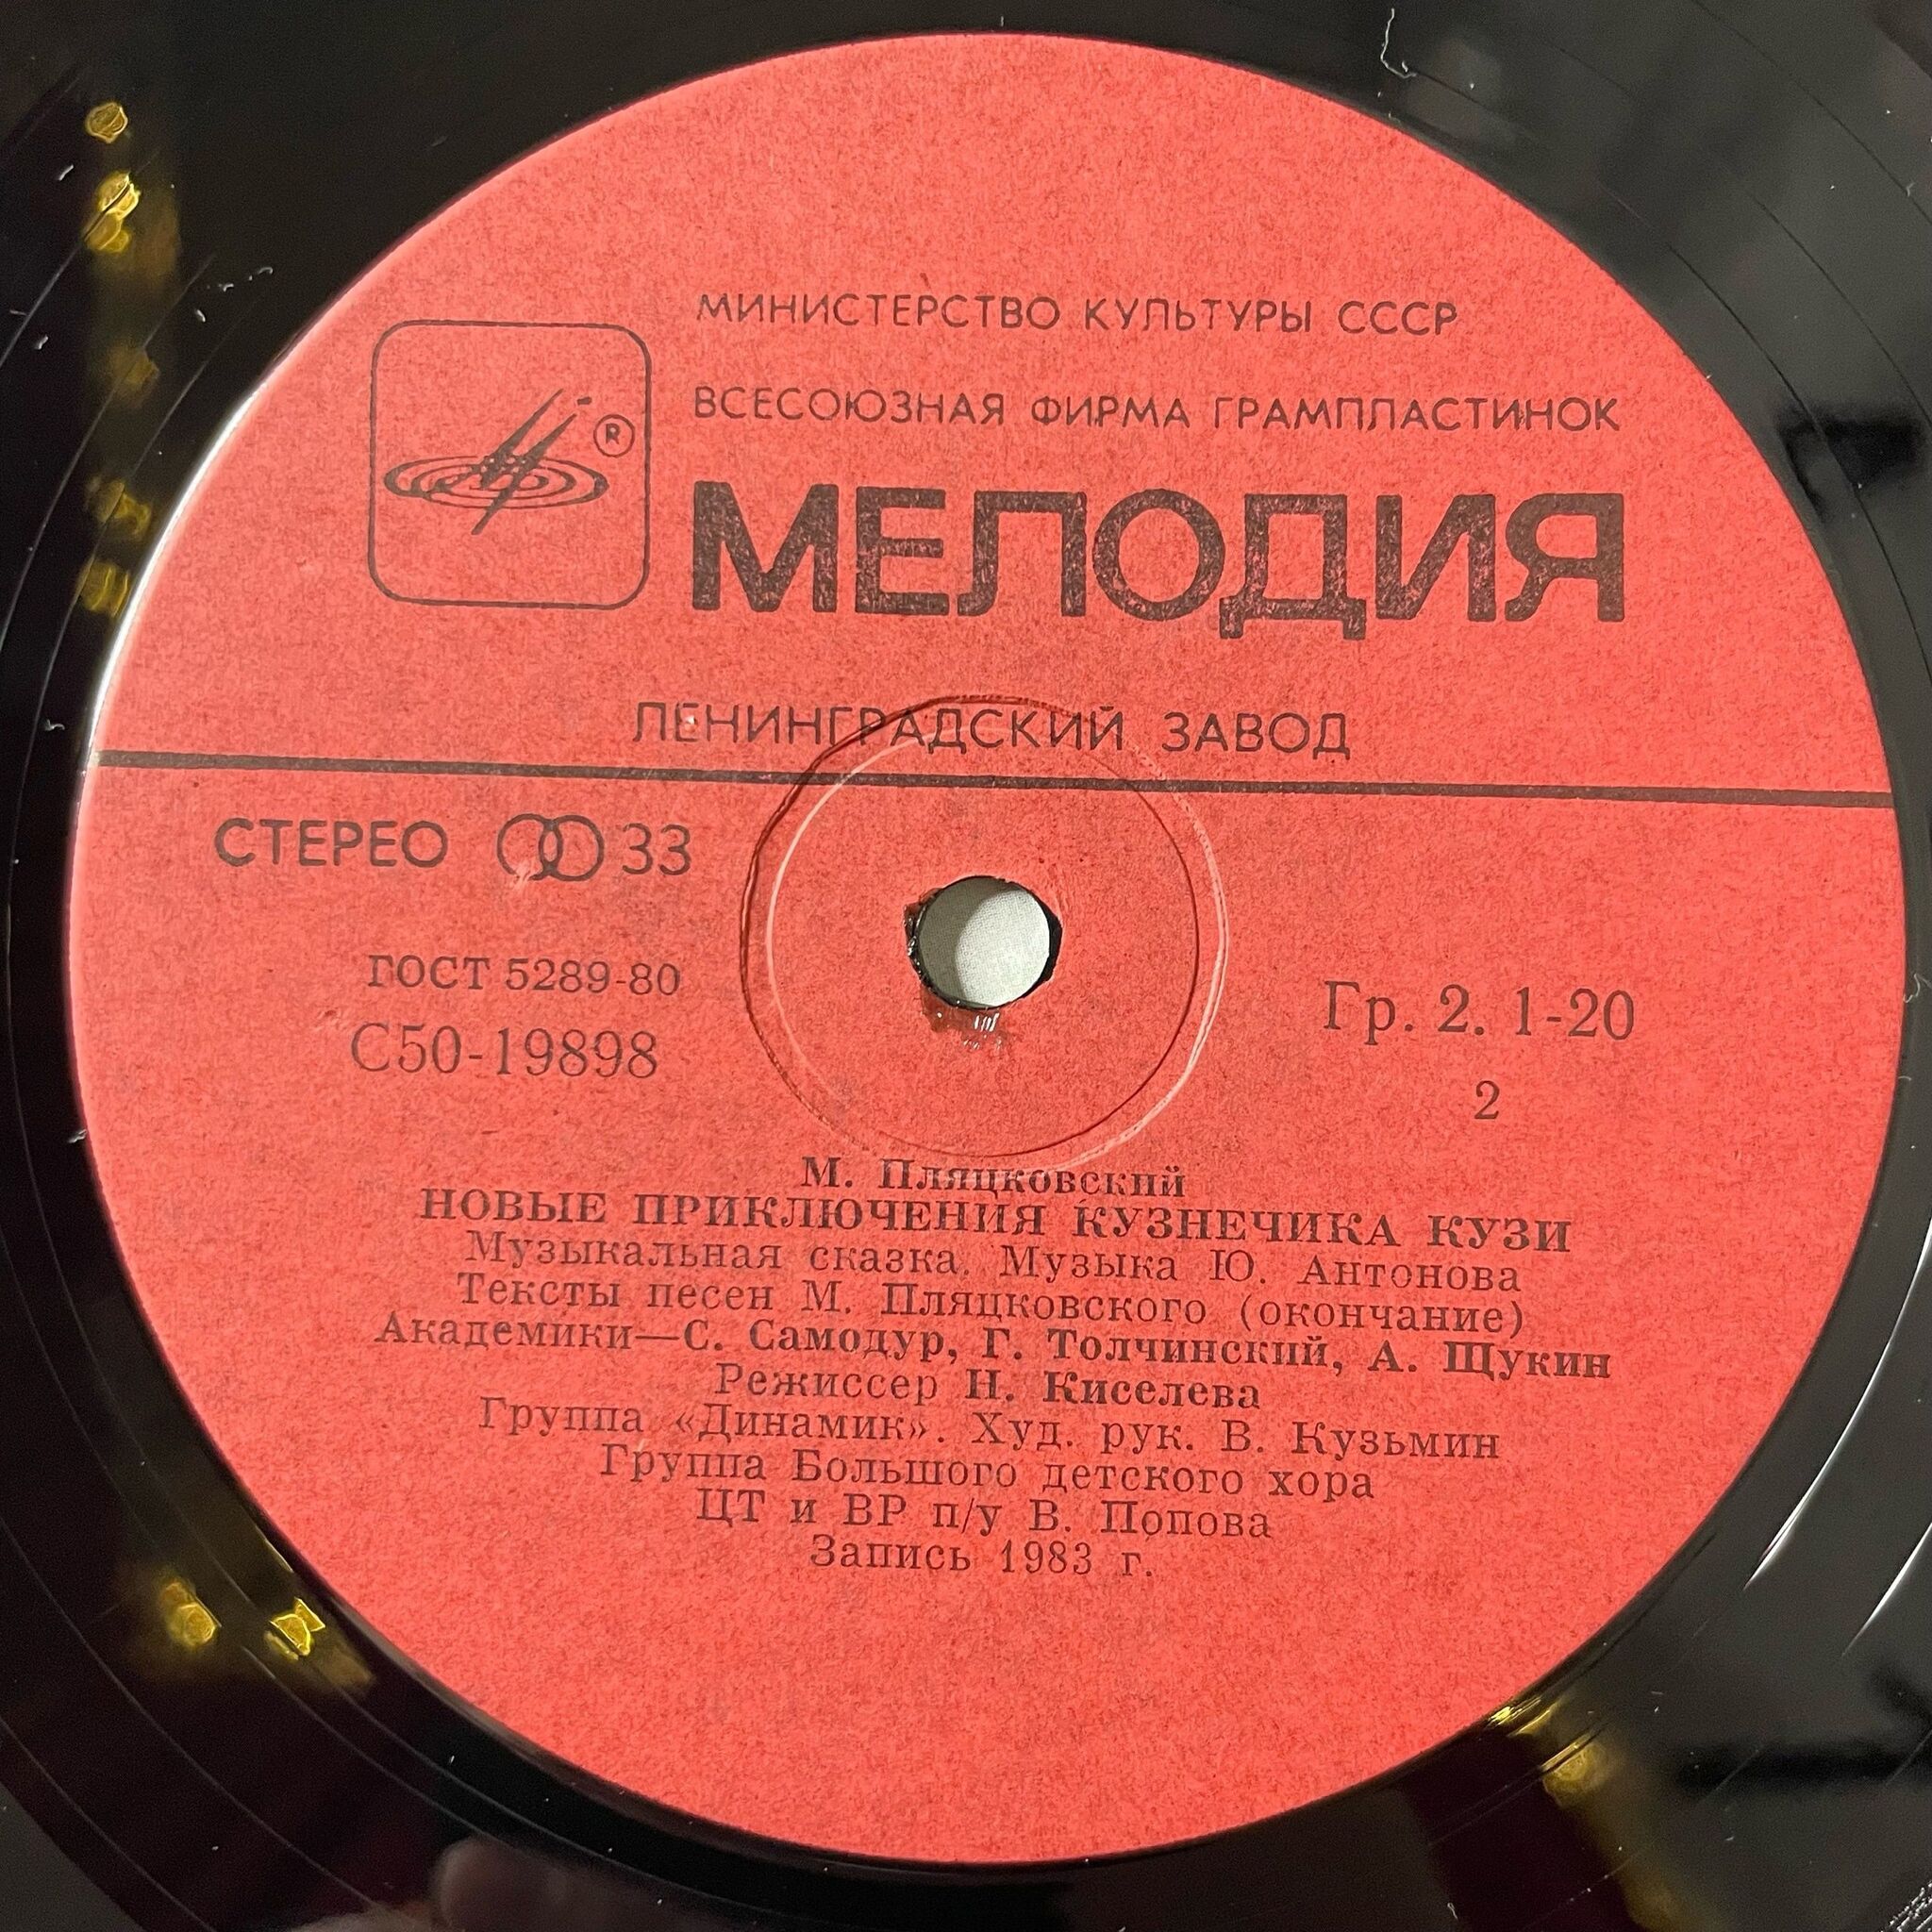 МИНИСТЕРСТВО КУЛЬТУРЫ СССР
ВСЕСОЮЗНАЯ ФИРМА ГРАМПЛАСТИНОК
®
МЕЛОДИЯ
ЛЕНИНГРАДСКИЙ ЗАВОД
СТЕРЕО 33
ГОСТ 5289-80
С50-19898
Гр. 2. 1-20
2
М. Пляцковский
НОВЫЕ ПРИКЛЮЧЕНИЯ КУЗНЕЧИКА КУЗИ
Музыкальная сказка. Музыка Ю. Антонова
Тексты песен М. Пляцковского (окончание)
Академики—С. Самодур, Г. Толчинский, А. Щукин
Режиссер Н. Киселева
Группа «Динамик». Худ. рук. В. Кузьмин
Группа Большого детского хора
ЦТ и ВР п/у В. Попова
Запись 1983 г.